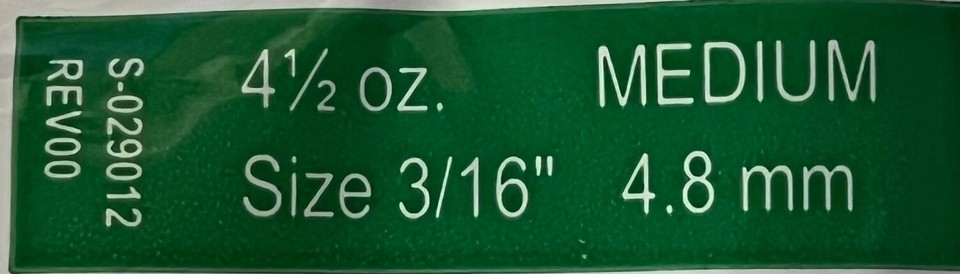 S-029012
REV00
4½ oz. MEDIUM
Size 3/16" 4.8 mm